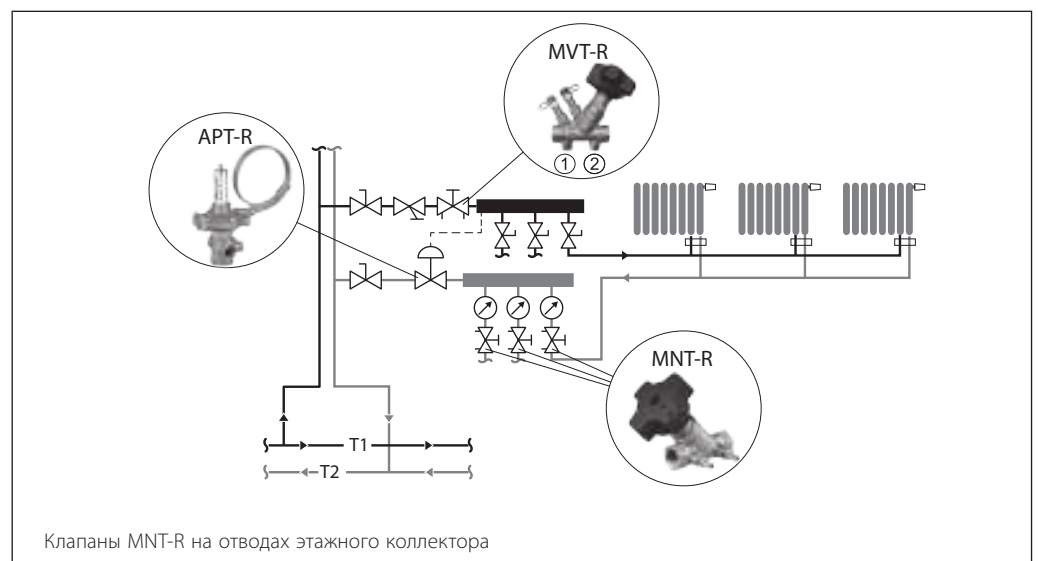 MVT-R
① ②
APT-R
MNT-R
T1
T2
Клапаны MNT-R на отводах этажного коллектора